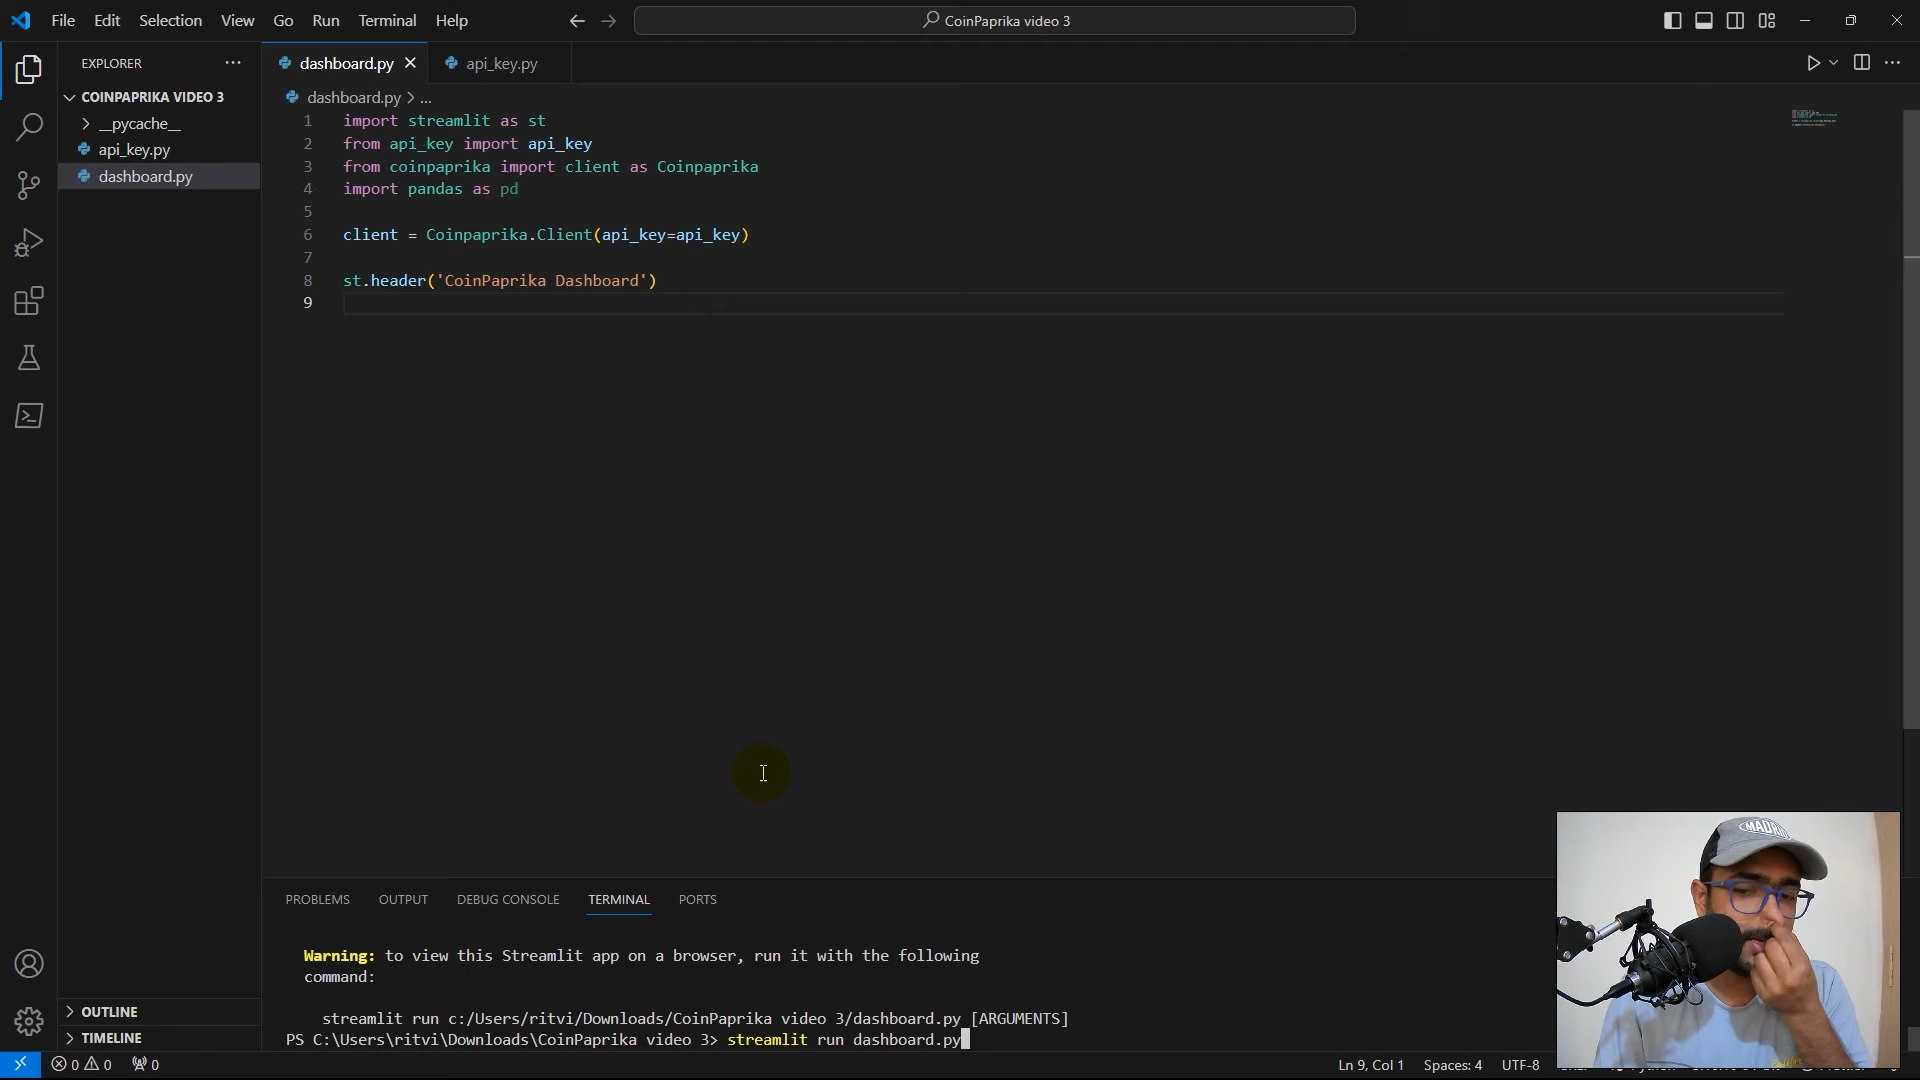 File Edit Selection View Go Run Terminal Help
CoinPaprika video 3
EXPLORER
dashboard.py
api_key.py
COINPAPRIKA VIDEO 3
__pycache__
api_key.py
dashboard.py
OUTLINE
TIMELINE
dashboard.py > ...
1 import streamlit as st
2 from api_key import api_key
3 from coinpaprika import client as Coinpaprika
4 import pandas as pd
5
6 client = Coinpaprika.Client(api_key=api_key)
7
8 st.header('CoinPaprika Dashboard')
9
PROBLEMS OUTPUT DEBUG CONSOLE TERMINAL PORTS
Warning: to view this Streamlit app on a browser, run it with the following
command:
streamlit run c:/Users/ritvi/Downloads/CoinPaprika video 3/dashboard.py [ARGUMENTS]
PS C:\Users\ritvi\Downloads\CoinPaprika video 3> streamlit run dashboard.py
MADRID
0 0 0
Ln 9, Col 1 Spaces: 4 UTF-8